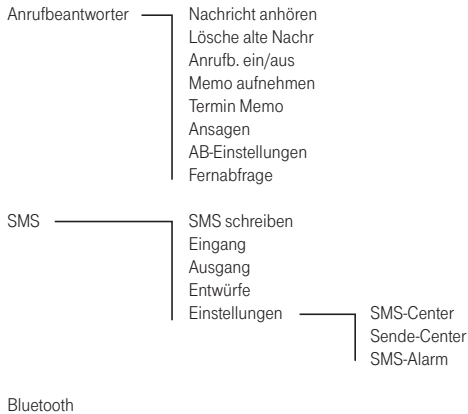 Anrufbeantworter Nachricht anhören
Lösche alte Nachr
Anrufb. ein/aus
Memo aufnehmen
Termin Memo
Ansagen
AB-Einstellungen
Fernabfrage
SMS SMS schreiben
Eingang
Ausgang
Entwürfe
Einstellungen SMS-Center
Sende-Center
SMS-Alarm
Bluetooth